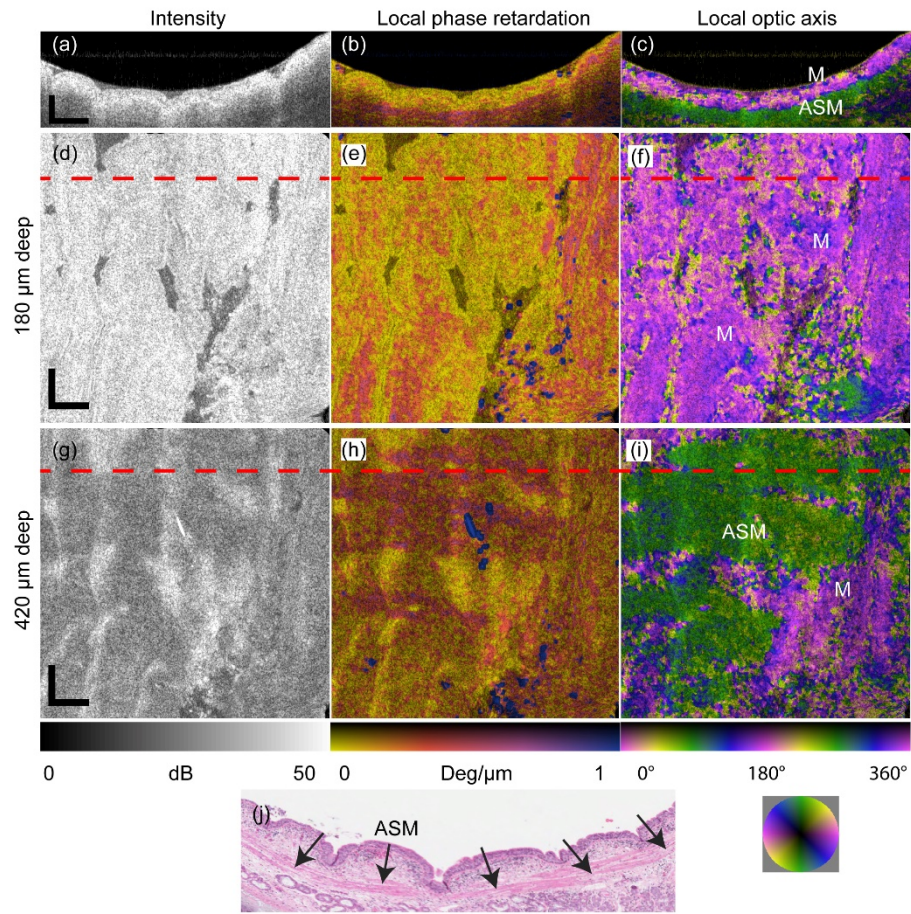 Intensity Local phase retardation Local optic axis
(a) (b) (c)
M
ASM
180 µm deep
(d) (e) (f)
M
M
420 µm deep
(g) (h) (i)
ASM
M
0 dB 50 0 Deg/µm 1 0° 180° 360°
(j)
ASM